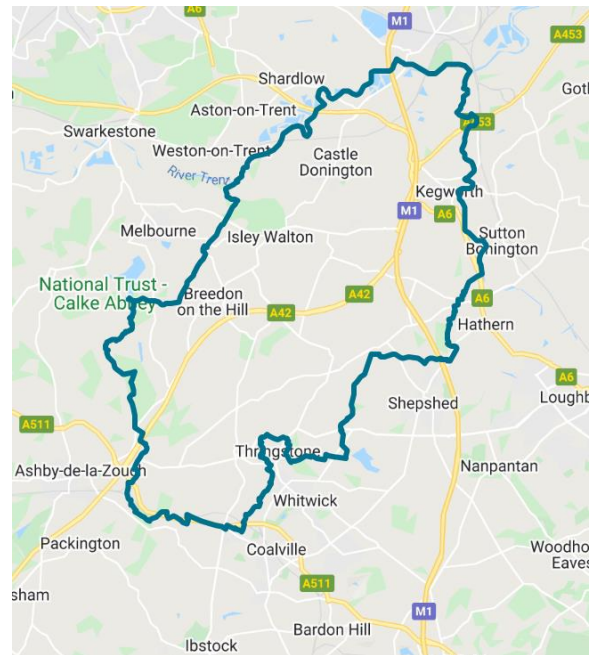 A6
M1
A453
Shardlow
Goth
Aston-on-Trent
A453
Swarkestone
Weston-on-Trent
Castle
Donington
River Trent
Kegworth
M1
A6
Melbourne
Isley Walton
Sutton
Bonington
National Trust -
Calke Abbey
Breedon
on the Hill
A42
A6
A42
Hathern
A6
Loughb
Shepshed
A511
Thringstone
Ashby-de-la-Zouch
Nanpantan
Whitwick
Packington
Coalville
Woodho
Eaves
A511
sham
M1
Bardon Hill
Ibstock